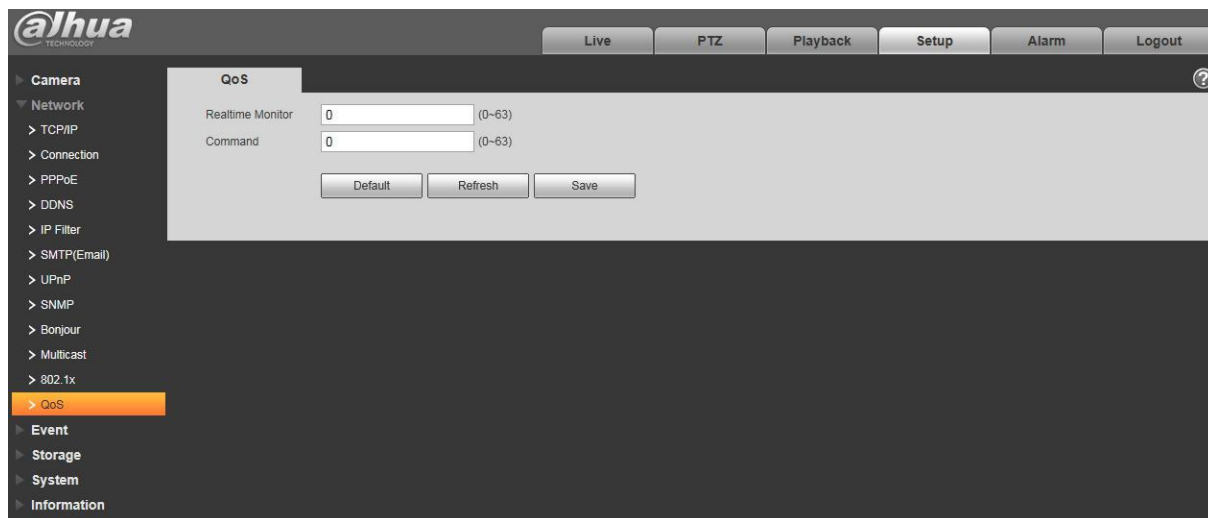 alhua
TECHNOLOGY
Live PTZ Playback Setup Alarm Logout
Camera
Network
> TCP/IP
> Connection
> PPPoE
> DDNS
> IP Filter
> SMTP(Email)
> UPnP
> SNMP
> Bonjour
> Multicast
> 802.1x
> QoS
Event
Storage
System
Information
QoS
?
Realtime Monitor 0 (0~63)
Command 0 (0~63)
Default Refresh Save